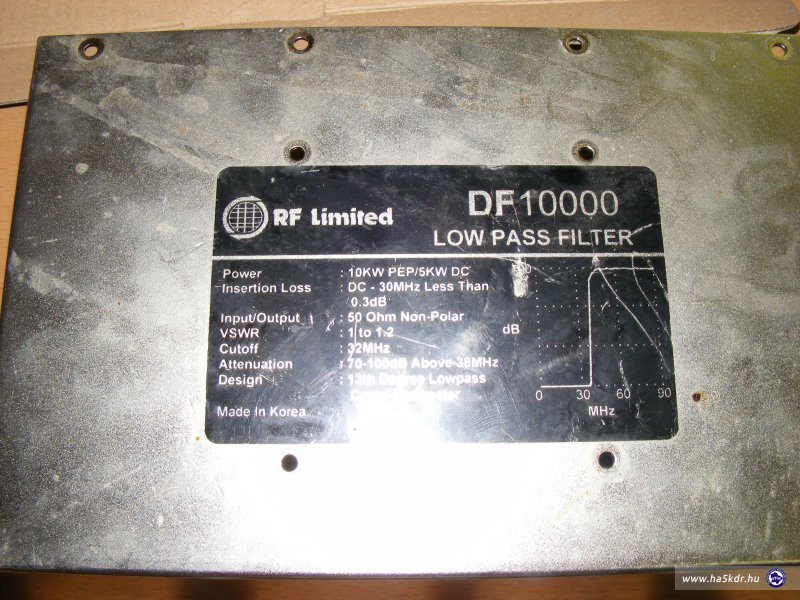 RF Limited
DF10000
LOW PASS FILTER
Power : 10KW PEP/5KW DC
Insertion Loss : DC - 30MHz Less Than
0.3dB
Input/Output : 50 Ohm Non-Polar
VSWR : 1 to 1.2
Cutoff : 32MHz
Attenuation : 70-100dB Above 38MHz
Design : 13th Degree Lowpass
Made In Korea
100
dB
0 30 60 90
MHz
www.ha5kdr.hu